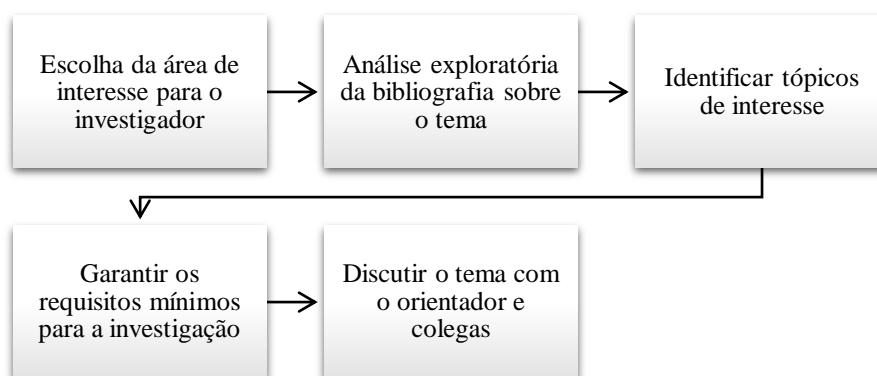 Escolha da área de
interesse para o
investigador
Análise exploratória
da bibliografia sobre
o tema
Identificar tópicos
de interesse
Garantir os
requisitos mínimos
para a investigação
Discutir o tema com
o orientador e
colegas